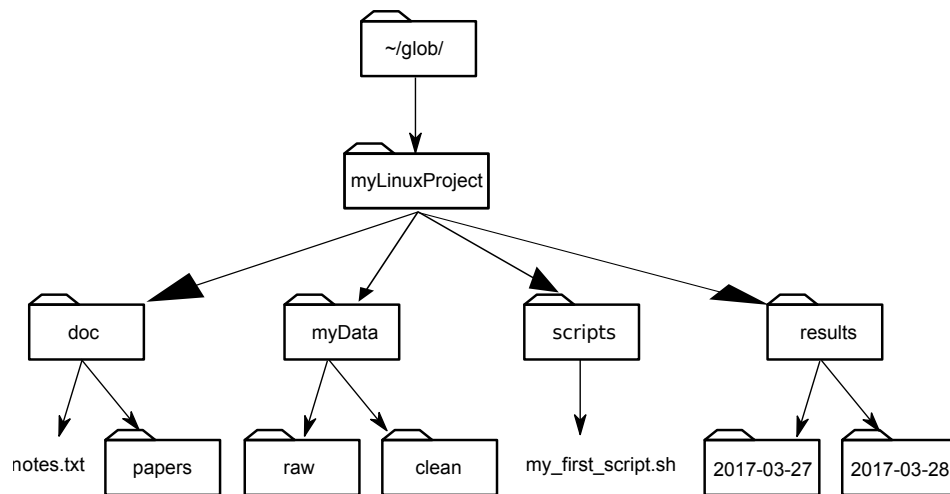 ~/glob/
myLinuxProject
doc
myData
scripts
results
notes.txt
papers
raw
clean
my_first_script.sh
2017-03-27
2017-03-28